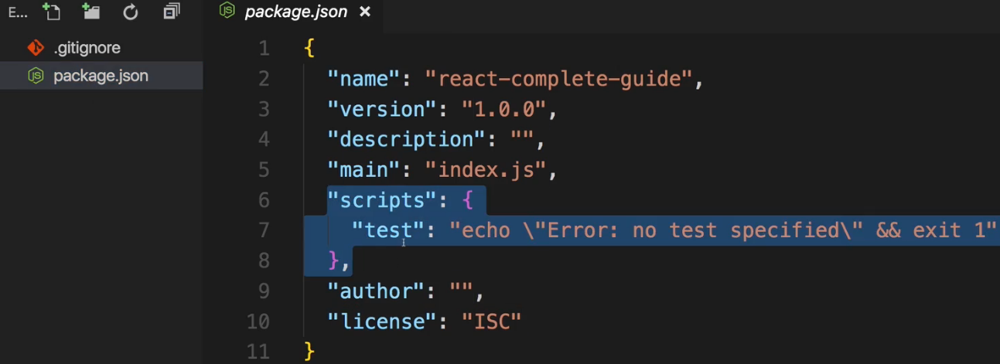 E...
package.json
.gitignore
package.json
1 {
2 "name": "react-complete-guide",
3 "version": "1.0.0",
4 "description": "",
5 "main": "index.js",
6 "scripts": {
7 "test": "echo \"Error: no test specified\" && exit 1"
8 },
9 "author": "",
10 "license": "ISC"
11 }